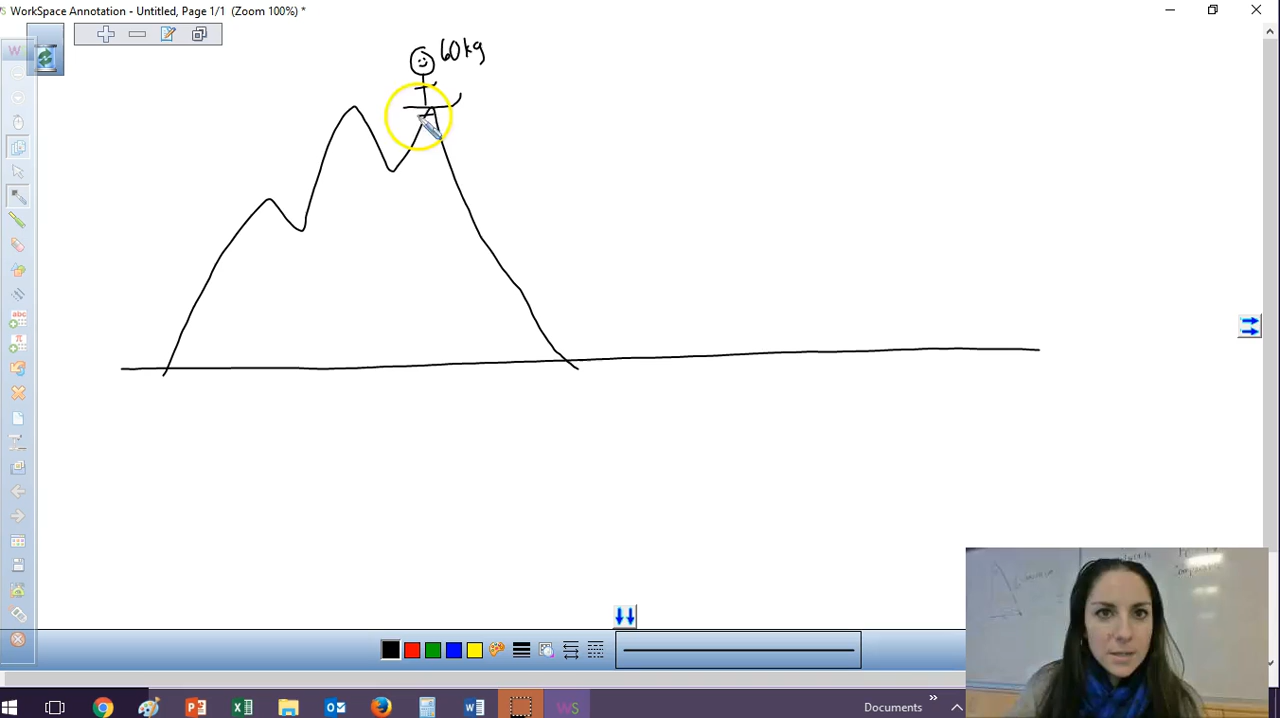 WorkSpace Annotation - Untitled, Page 1/1 (Zoom 100%) *
60kg
Documents